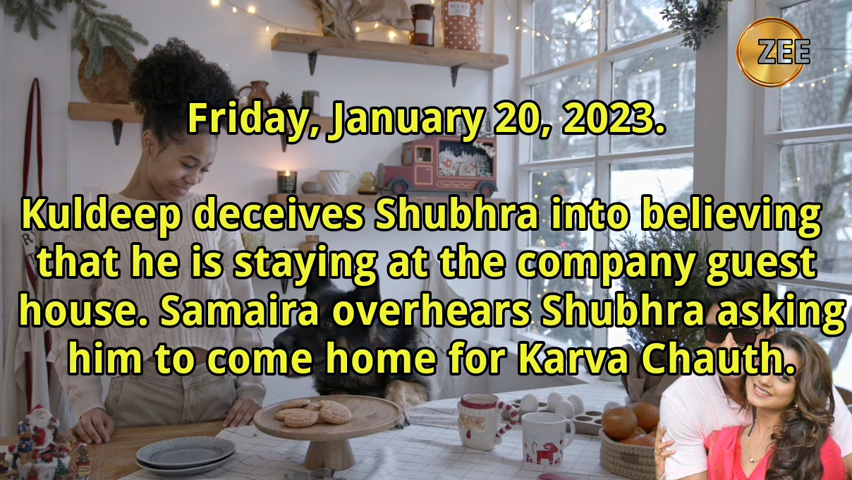 ZEE
Friday, January 20, 2023.
Kuldeep deceives Shubhra into believing
that he is staying at the company guest
house. Samaira overhears Shubhra asking
him to come home for Karva Chauth.